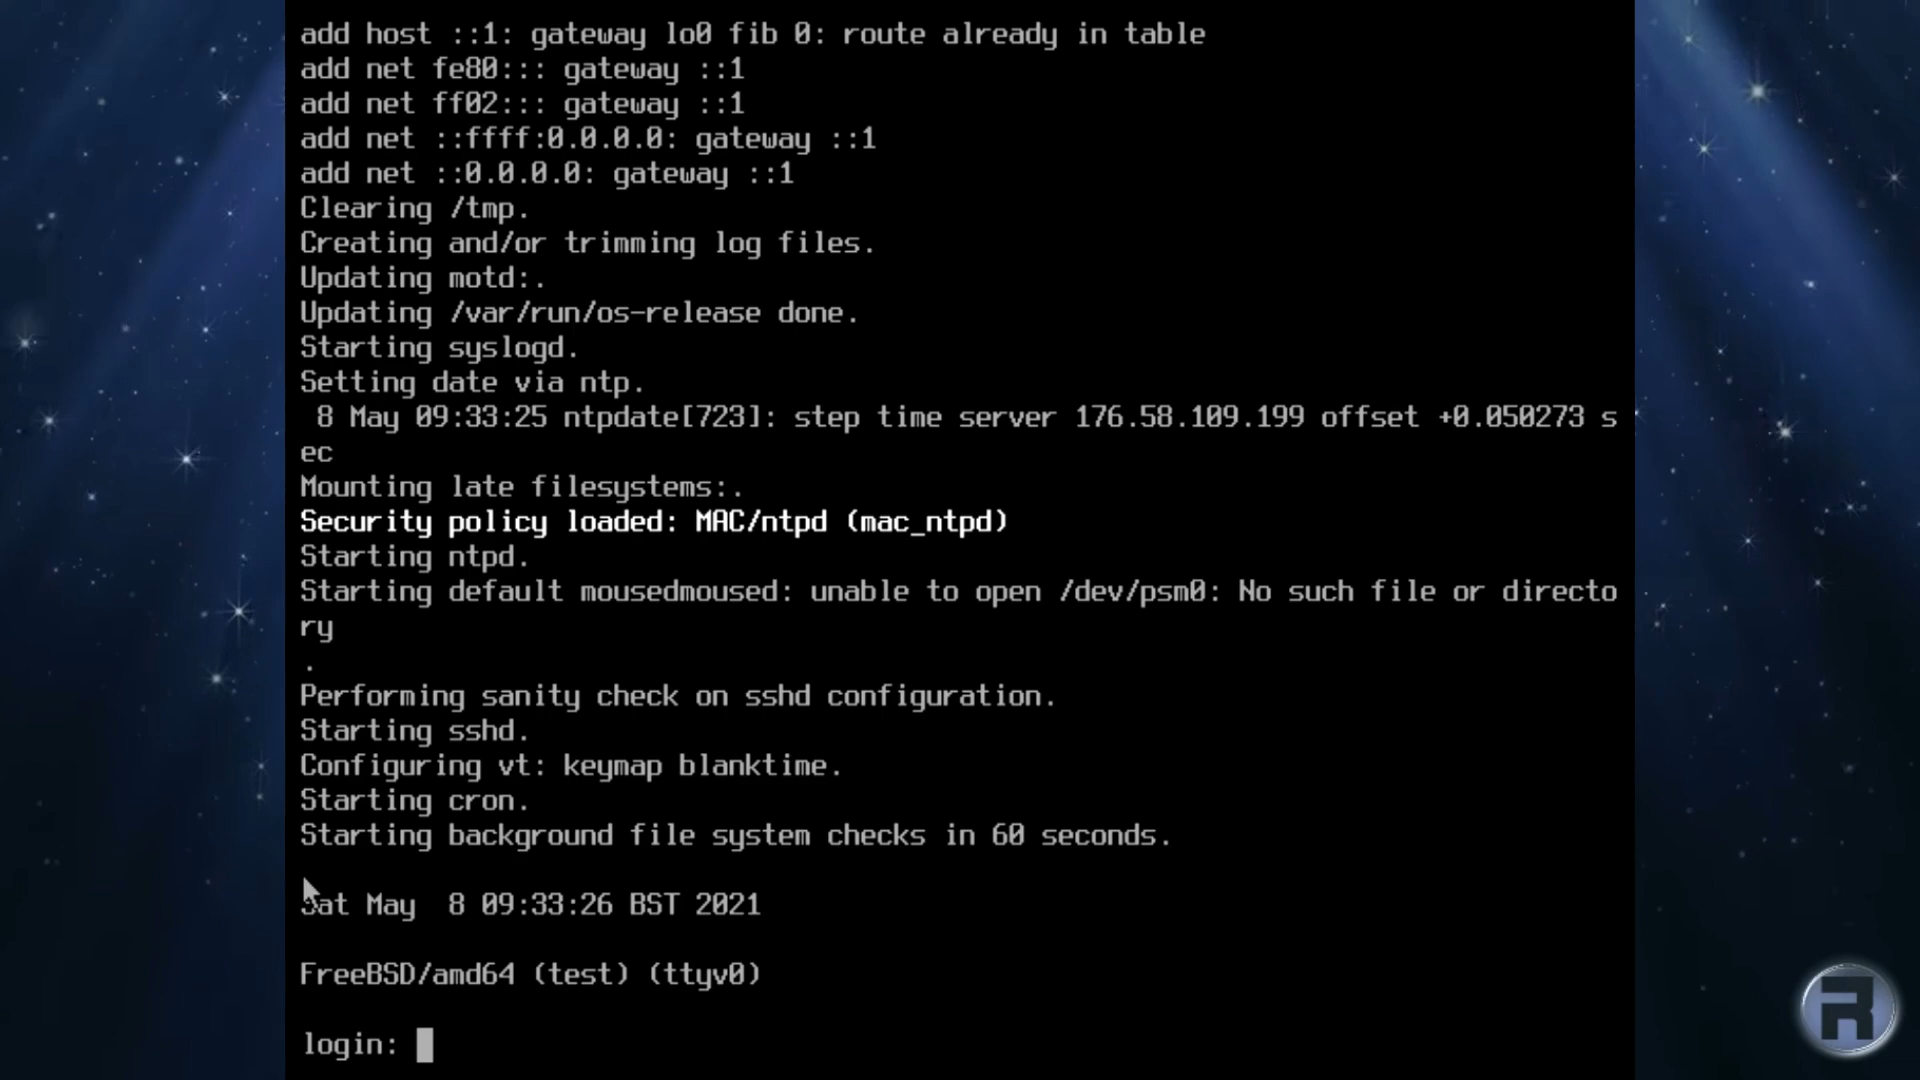 add host ::1: gateway lo0 fib 0: route already in table
add net fe80::: gateway ::1
add net ff02::: gateway ::1
add net ::ffff:0.0.0.0: gateway ::1
add net ::0.0.0.0: gateway ::1
Clearing /tmp.
Creating and/or trimming log files.
Updating motd:.
Updating /var/run/os-release done.
Starting syslogd.
Setting date via ntp.
 8 May 09:33:25 ntpdate[723]: step time server 176.58.109.199 offset +0.050273 s
ec
Mounting late filesystems:.
Security policy loaded: MAC/ntpd (mac_ntpd)
Starting ntpd.
Starting default mousedmoused: unable to open /dev/psm0: No such file or directo
ry
.
Performing sanity check on sshd configuration.
Starting sshd.
Configuring vt: keymap blanktime.
Starting cron.
Starting background file system checks in 60 seconds.
Sat May  8 09:33:26 BST 2021
FreeBSD/amd64 (test) (ttyv0)
login:
R